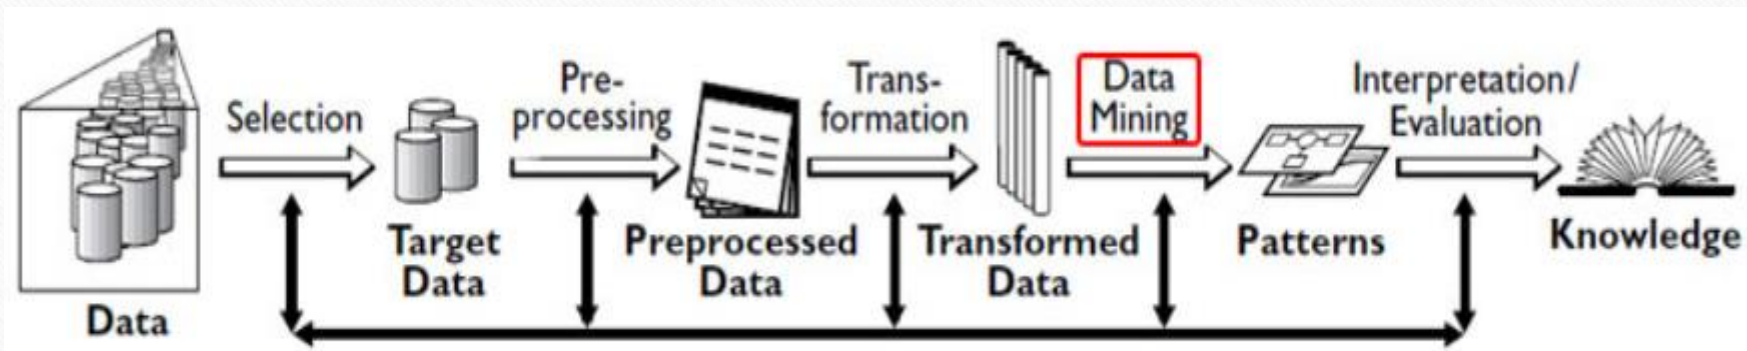 Selection
Pre-
processing
Trans-
formation
Data
Mining
Interpretation/
Evaluation
Data
Target
Data
Preprocessed
Data
Transformed
Data
Patterns
Knowledge